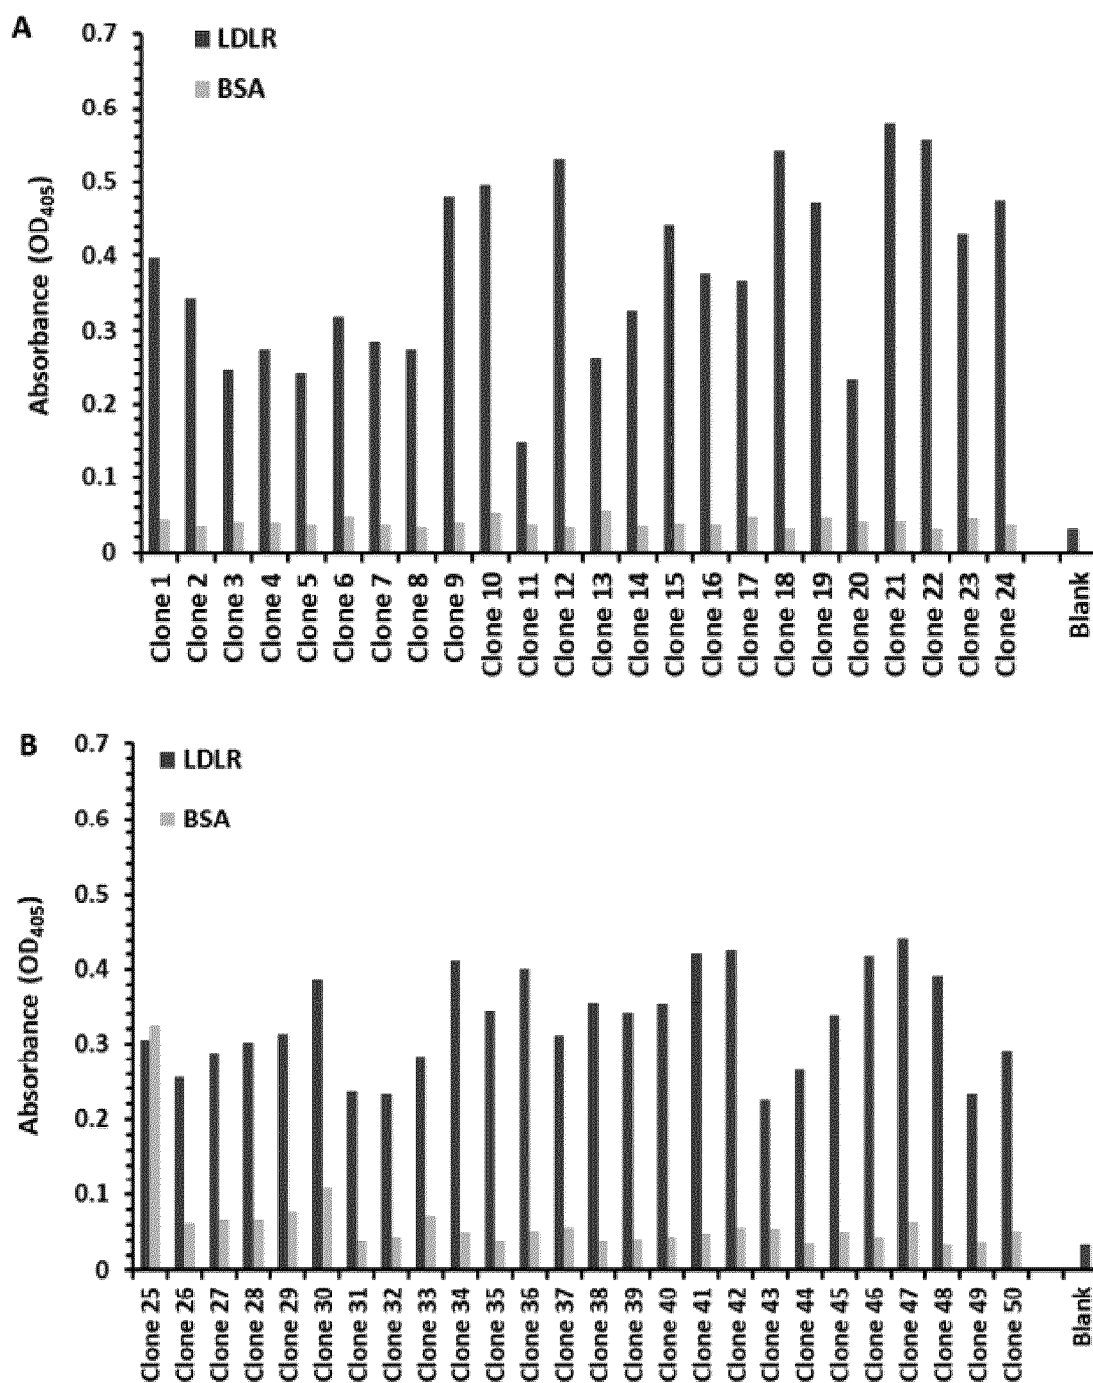 A
LDLR
BSA
0.7
0.6
0.5
0.4
0.3
0.2
0.1
0
Absorbance (OD405)
Clone 1
Clone 2
Clone 3
Clone 4
Clone 5
Clone 6
Clone 7
Clone 8
Clone 9
Clone 10
Clone 11
Clone 12
Clone 13
Clone 14
Clone 15
Clone 16
Clone 17
Clone 18
Clone 19
Clone 20
Clone 21
Clone 22
Clone 23
Clone 24
Blank
B
LDLR
BSA
0.7
0.6
0.5
0.4
0.3
0.2
0.1
0
Absorbance (OD405)
Clone 25
Clone 26
Clone 27
Clone 28
Clone 29
Clone 30
Clone 31
Clone 32
Clone 33
Clone 34
Clone 35
Clone 36
Clone 37
Clone 38
Clone 39
Clone 40
Clone 41
Clone 42
Clone 43
Clone 44
Clone 45
Clone 46
Clone 47
Clone 48
Clone 49
Clone 50
Blank